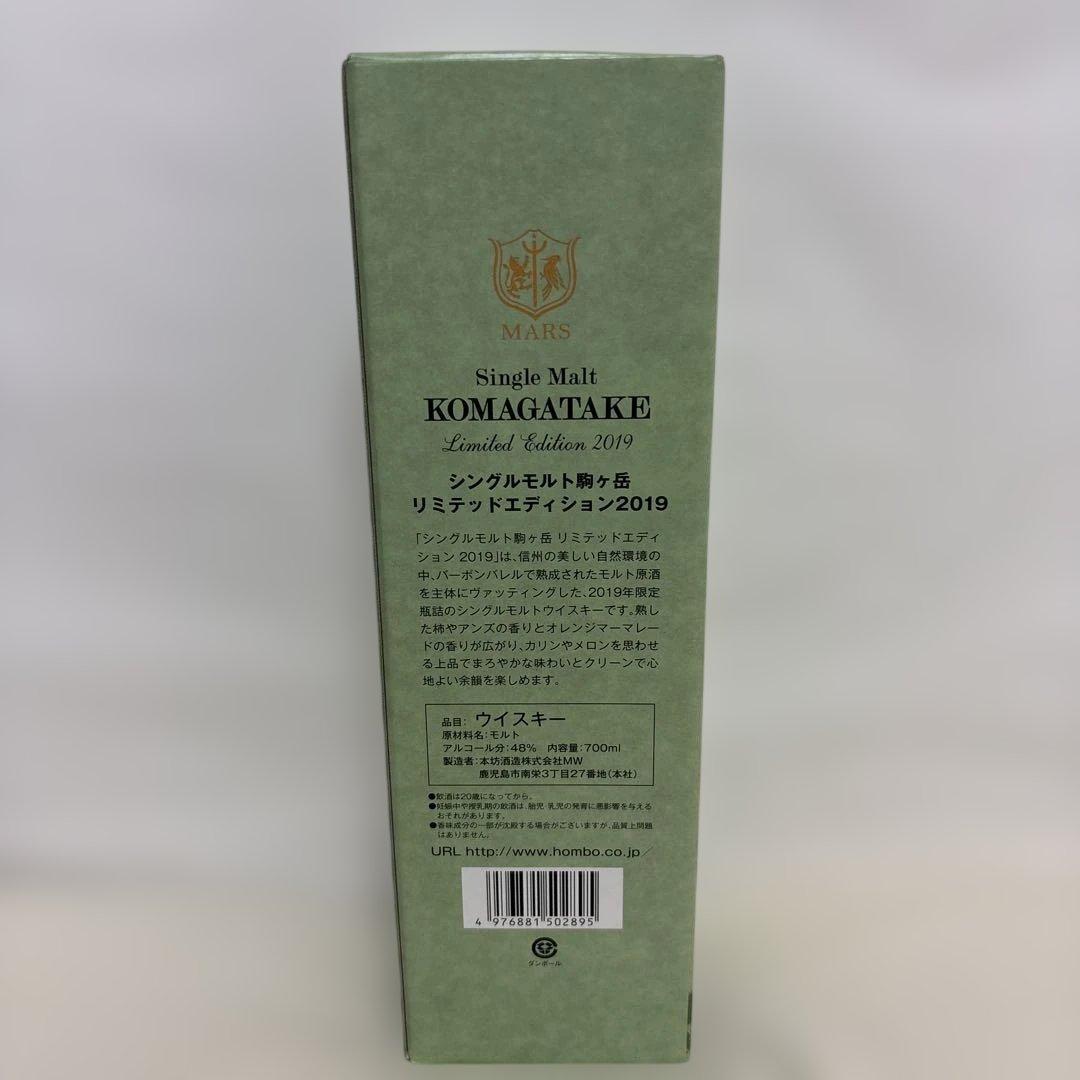 MARS
Single Malt
KOMAGATAKE
Limited Edition 2019
シングルモルト駒ヶ岳
リミテッドエディション2019
「シングルモルト駒ヶ岳 リミテッドエディ
ション 2019」は、信州の美しい自然環境の
中、バーボンバレルで熟成されたモルト原酒
を主体にヴァッティングした、2019年限定
瓶詰のシングルモルトウイスキーです。熟し
た柿やアンズの香りとオレンジマーマレー
ドの香りが広がり、カリンやメロンを思わせ
る上品でまろやかな味わいとクリーンで心
地よい余韻を楽しめます。
品目: ウイスキー
原材料名:モルト
アルコール分:48% 内容量:700ml
製造者:本坊酒造株式会社MW
鹿児島市南栄3丁目27番地(本社)
●飲酒は20歳になってから。
●妊娠中や授乳期の飲酒は、胎児・乳児の発育に悪影響を与える
おそれがあります。
●香味成分の一部が沈殿する場合がございますが、品質上問題
はありません。
URL http://www.hombo.co.jp/
4 976881 502895
ダンボール